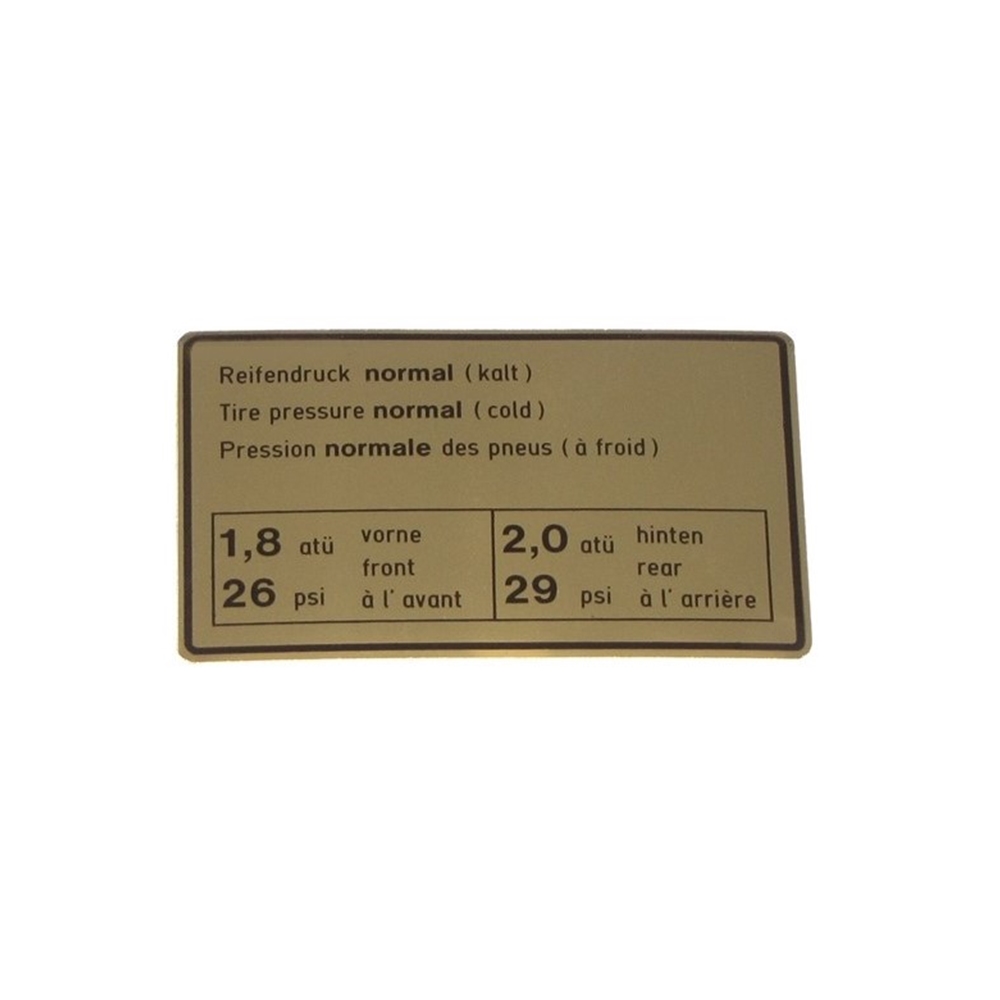 Reifendruck normal (kalt)
Tire pressure normal (cold)
Pression normale des pneus (à froid)
1,8 atü vorne
front
26 psi à l' avant
2,0 atü hinten
rear
29 psi à l' arrière